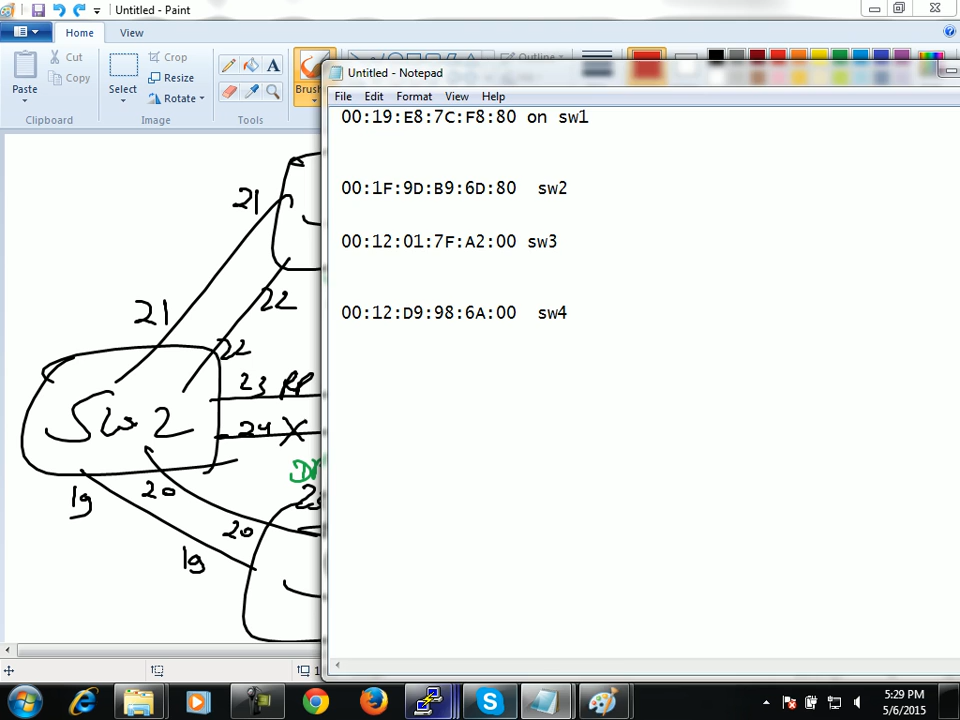 Untitled - Paint
Home
View
Paste
Cut
Copy
Clipboard
Select
Crop
Resize
Rotate
Image
Tools
Brush
Outline
Untitled - Notepad
File Edit Format View Help
00:19:E8:7C:F8:80 on sw1
00:1F:9D:B9:6D:80 sw2
00:12:01:7F:A2:00 sw3
00:12:D9:98:6A:00 sw4
21
21
22
22
23 RP
24 X
Sw 2
19
20
20
19
5:29 PM
5/6/2015